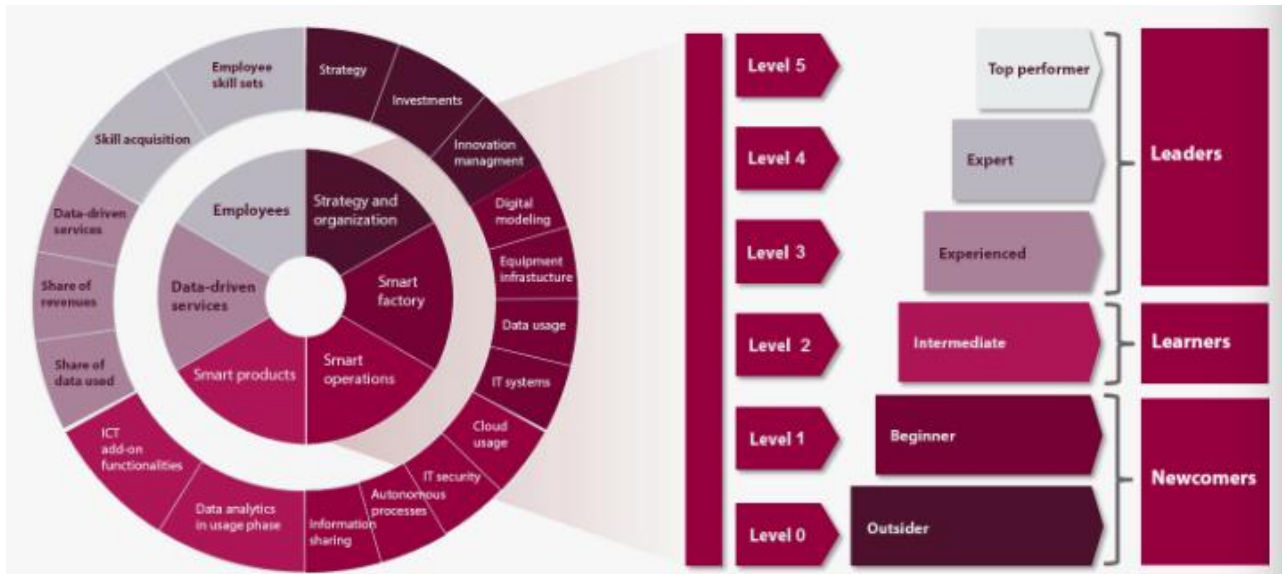 Employee
skill sets
Strategy
Investments
Innovation
managment
Digital
modeling
Equipment
infrastucture
Data usage
IT systems
Cloud
usage
IT security
Autonomous
processes
Information
sharing
Data analytics
in usage phase
ICT
add-on
functionalities
Share of
data used
Share of
revenues
Data-driven
services
Skill acquisition
Employees
Strategy and
organization
Smart
factory
Smart
operations
Smart products
Data-driven
services
Level 5
Top performer
Level 4
Expert
Level 3
Experienced
Leaders
Level 2
Intermediate
Learners
Level 1
Beginner
Level 0
Outsider
Newcomers